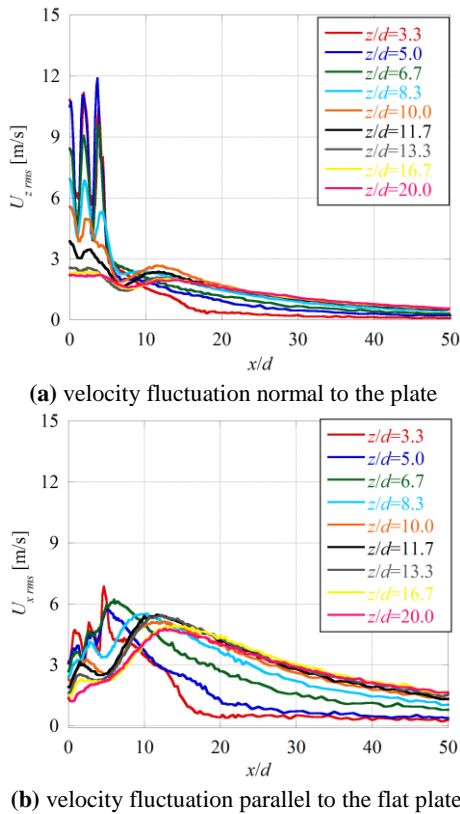 15
12
9
6
3
0
U_z rms [m/s]
z/d=3.3
z/d=5.0
z/d=6.7
z/d=8.3
z/d=10.0
z/d=11.7
z/d=13.3
z/d=16.7
z/d=20.0
0 10 20 30 40 50
x/d
(a) velocity fluctuation normal to the plate
15
12
9
6
3
0
U_x rms [m/s]
z/d=3.3
z/d=5.0
z/d=6.7
z/d=8.3
z/d=10.0
z/d=11.7
z/d=13.3
z/d=16.7
z/d=20.0
0 10 20 30 40 50
x/d
(b) velocity fluctuation parallel to the flat plate